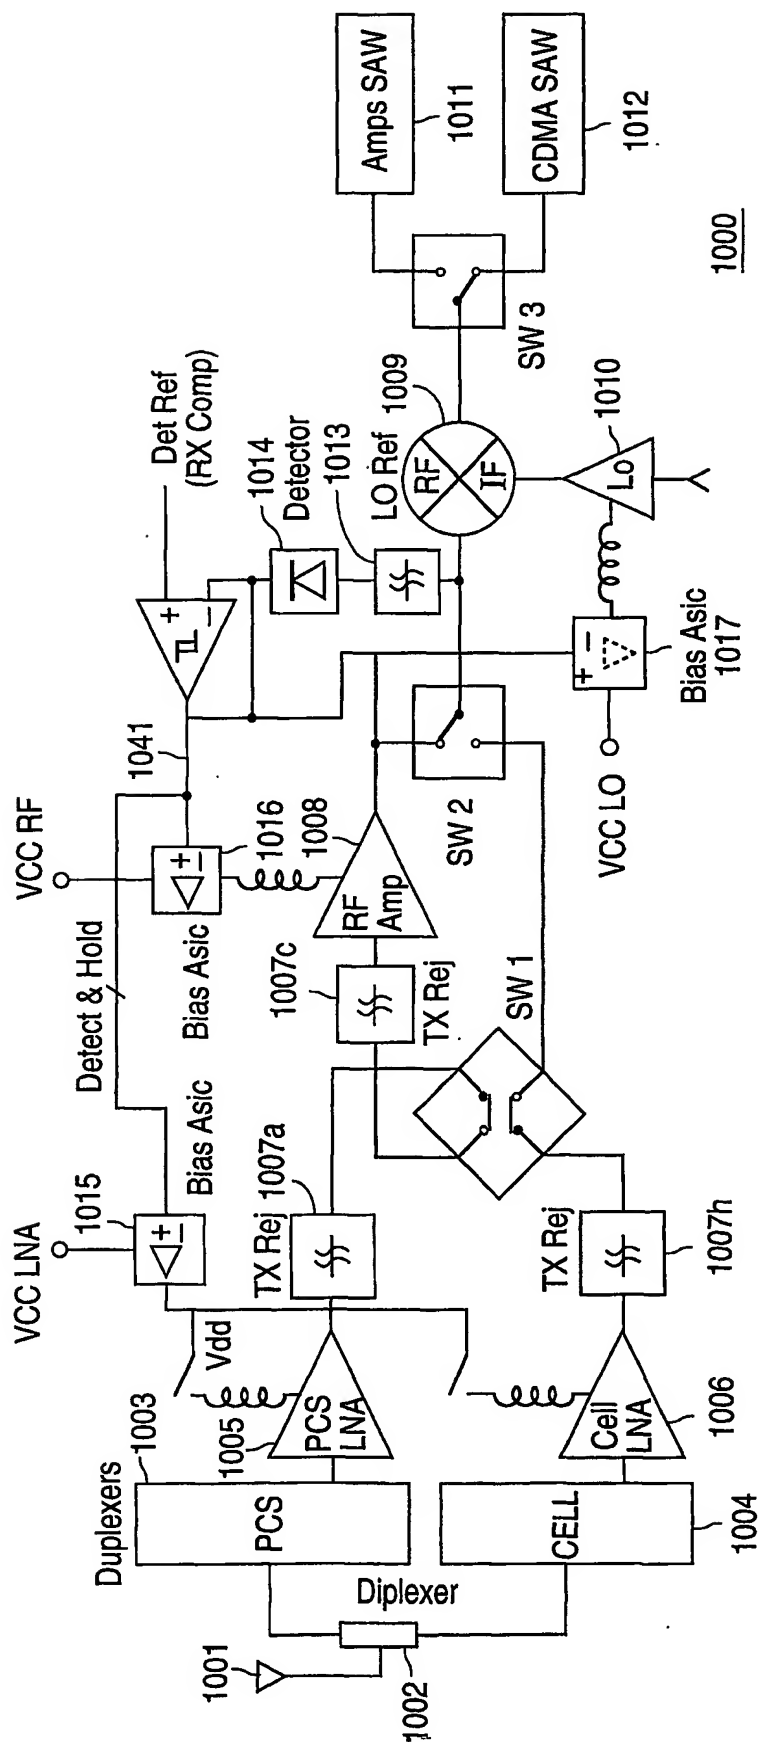 1001
1002
Diplexer
Duplexers
1003
PCS
CELL
1004
1005
PCS
LNA
Cell
LNA
1006
Vdd
VCC LNA
1015
+
−
Bias Asic
TX Rej
1007a
TX Rej
1007h
Detect & Hold
SW 1
VCC RF
1041
+
−
1016
Bias Asic
1007c
TX Rej
RF
Amp
1008
SW 2
Det Ref
(RX Comp)
+
−
1014
Detector
1013
LO Ref
1009
RF
IF
VCC LO
+
−
Bias Asic
1017
Lo
1010
SW 3
Amps SAW
1011
CDMA SAW
1012
1000